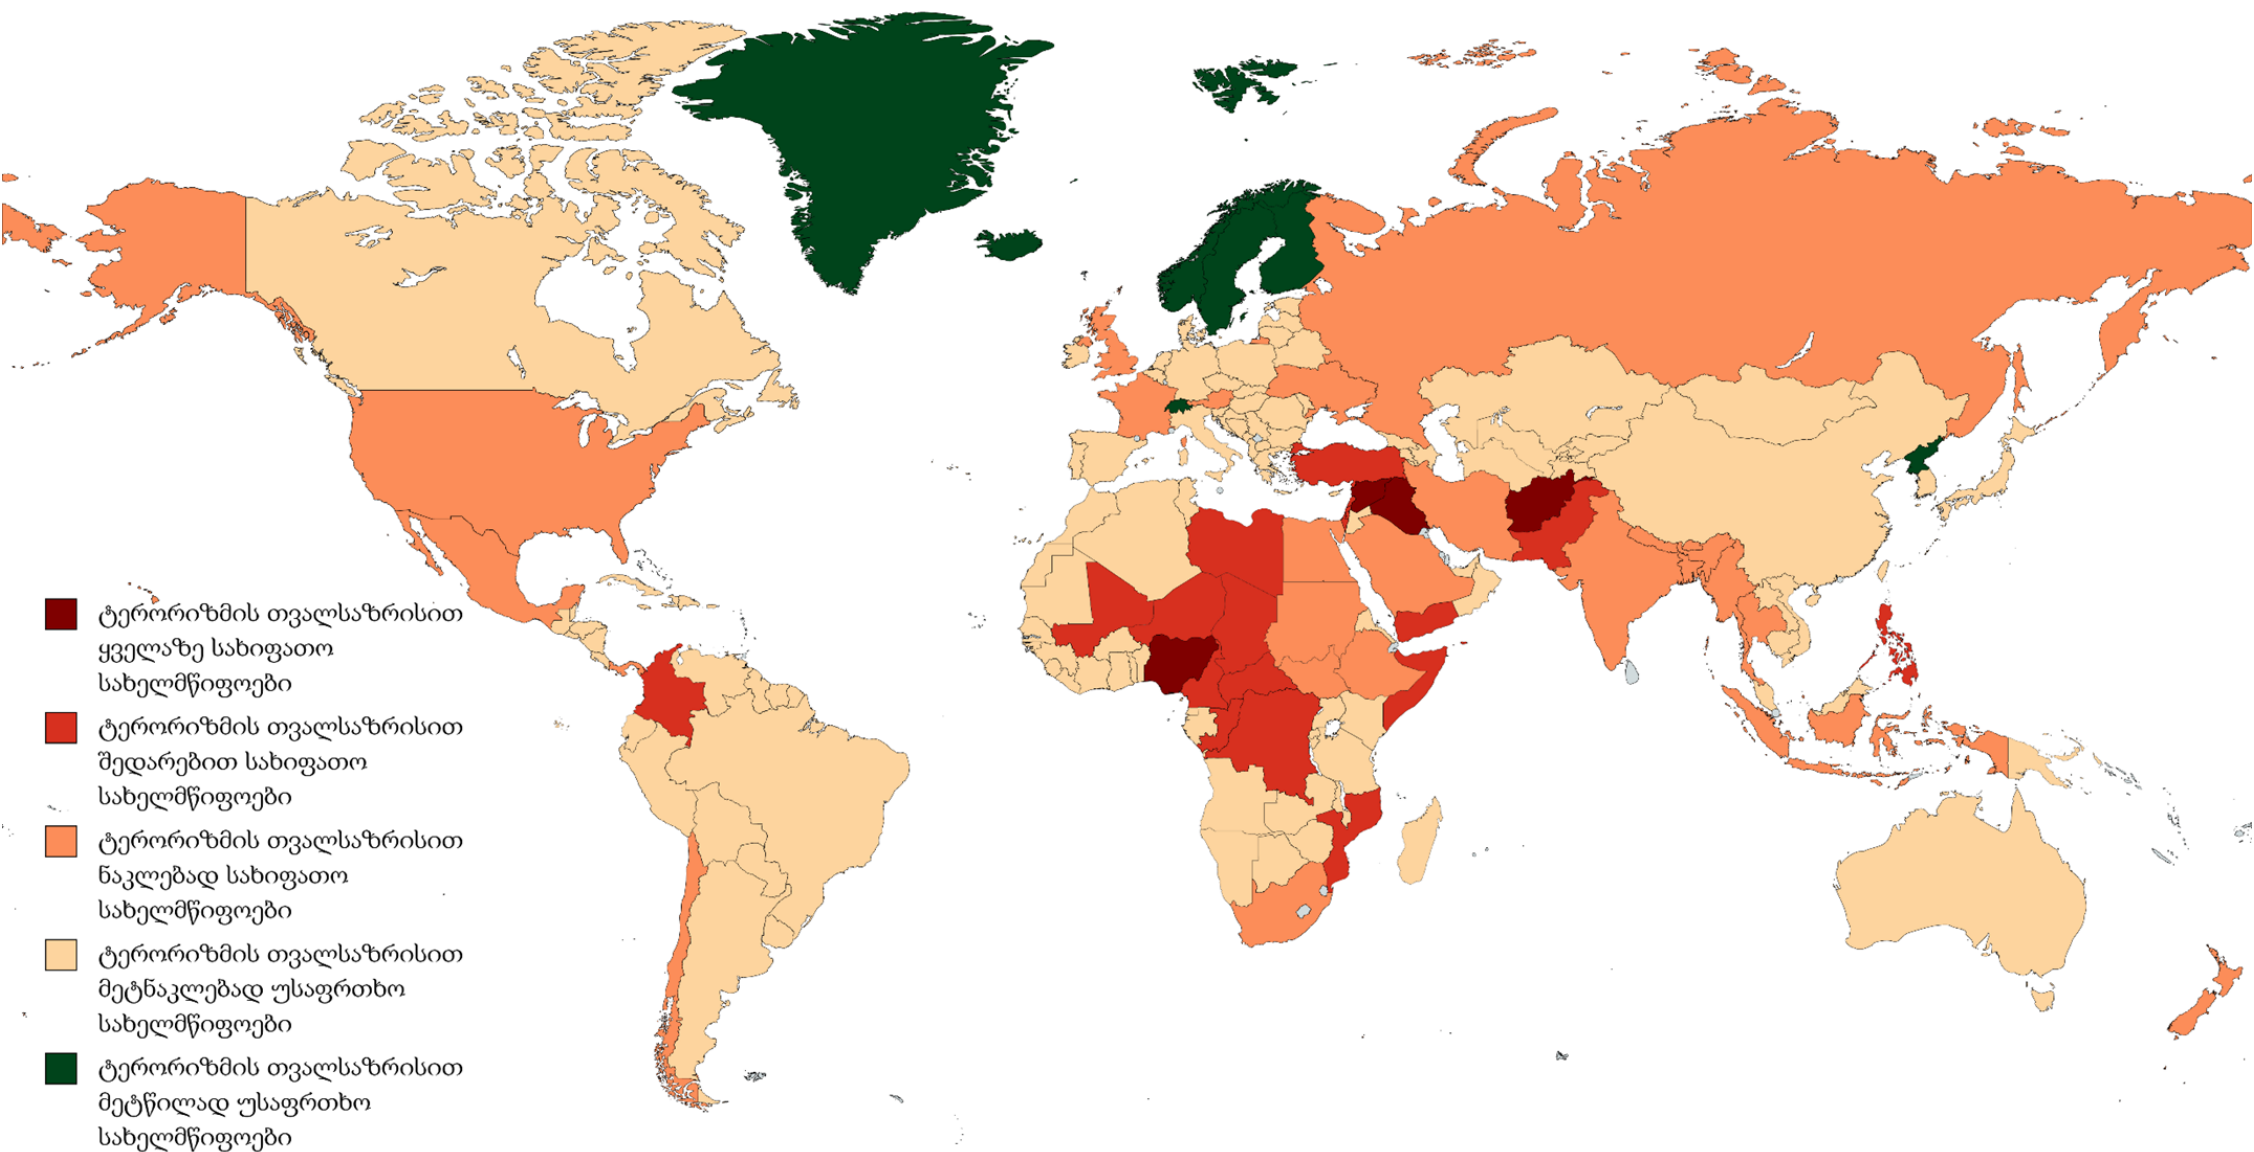 ტერორიზმის თვალსაზრისით
ყველაზე სახიფათო
სახელმწიფოები
ტერორიზმის თვალსაზრისით
შედარებით სახიფათო
სახელმწიფოები
ტერორიზმის თვალსაზრისით
ნაკლებად სახიფათო
სახელმწიფოები
ტერორიზმის თვალსაზრისით
მეტნაკლებად უსაფრთხო
სახელმწიფოები
ტერორიზმის თვალსაზრისით
მეტწილად უსაფრთხო
სახელმწიფოები